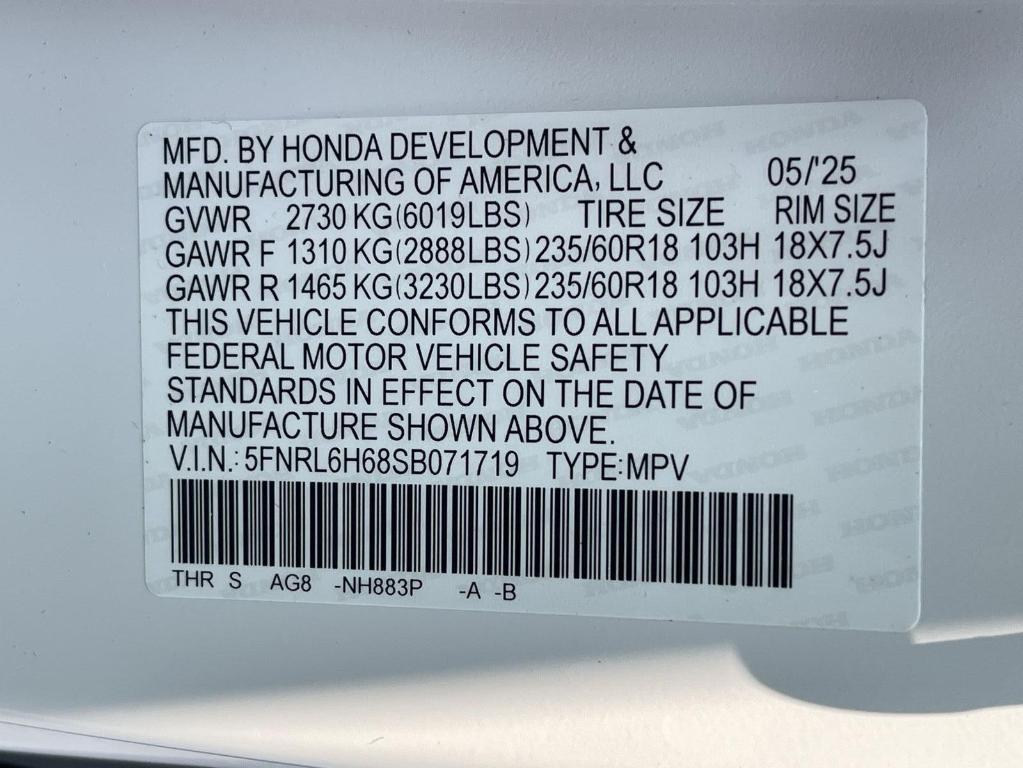 MFD. BY HONDA DEVELOPMENT &
MANUFACTURING OF AMERICA, LLC 05/'25
GVWR 2730 KG(6019LBS) TIRE SIZE RIM SIZE
GAWR F 1310 KG(2888LBS) 235/60R18 103H 18X7.5J
GAWR R 1465 KG(3230LBS) 235/60R18 103H 18X7.5J
THIS VEHICLE CONFORMS TO ALL APPLICABLE
FEDERAL MOTOR VEHICLE SAFETY
STANDARDS IN EFFECT ON THE DATE OF
MANUFACTURE SHOWN ABOVE.
V.I.N.: 5FNRL6H68SB071719 TYPE:MPV
THR S AG8 -NH883P -A -B